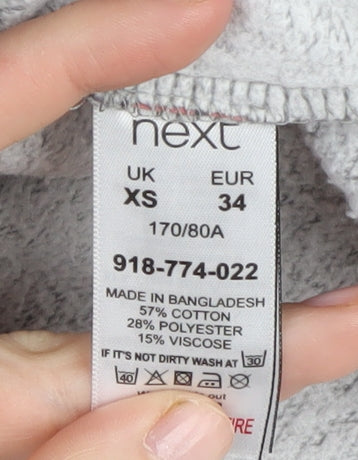 next
UK EUR
XS 34
170/80A
918-774-022
MADE IN BANGLADESH
57% COTTON
28% POLYESTER
15% VISCOSE
IF IT'S NOT DIRTY WASH AT 30
40
out